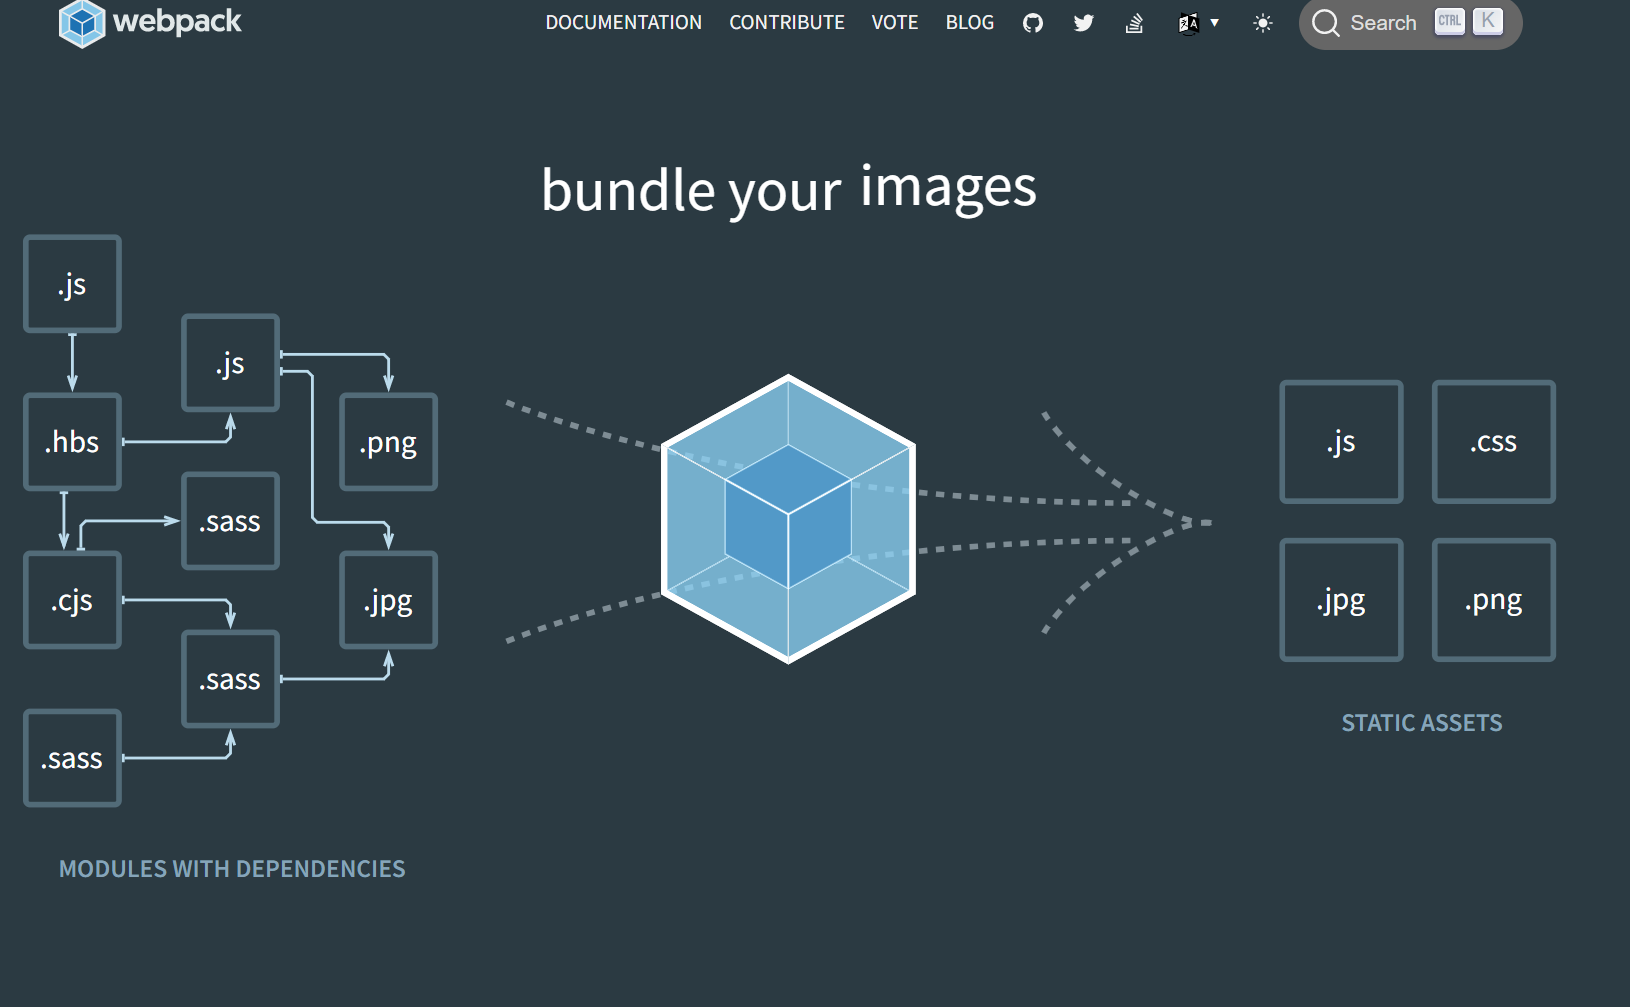 webpack
DOCUMENTATION CONTRIBUTE VOTE BLOG
Search CTRL K
bundle your images
.js
.js
.hbs
.png
.sass
.cjs
.jpg
.sass
.sass
MODULES WITH DEPENDENCIES
.js .css
.jpg .png
STATIC ASSETS